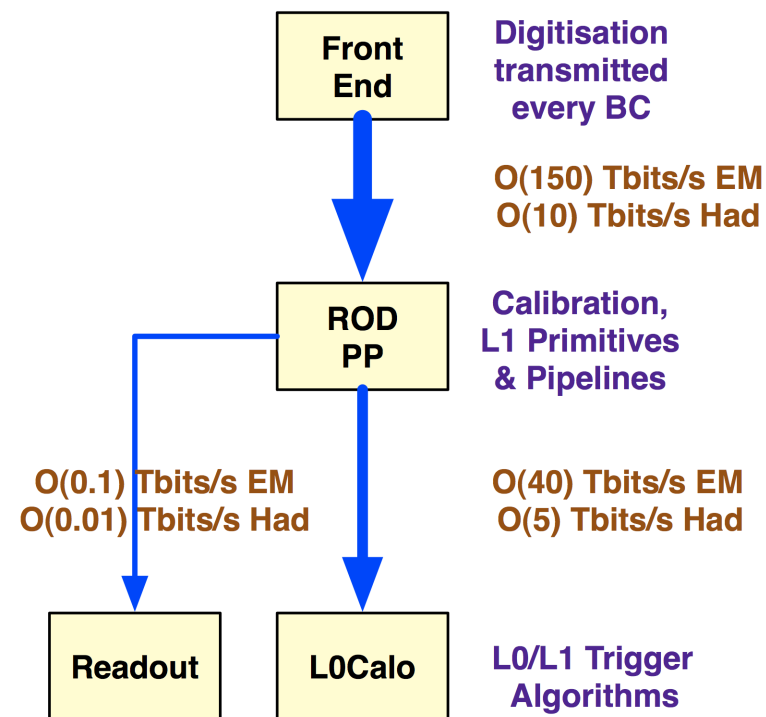 Front
End
Digitisation
transmitted
every BC
O(150) Tbits/s EM
O(10) Tbits/s Had
ROD
PP
Calibration,
L1 Primitives
& Pipelines
O(0.1) Tbits/s EM
O(0.01) Tbits/s Had
O(40) Tbits/s EM
O(5) Tbits/s Had
Readout
L0Calo
L0/L1 Trigger
Algorithms